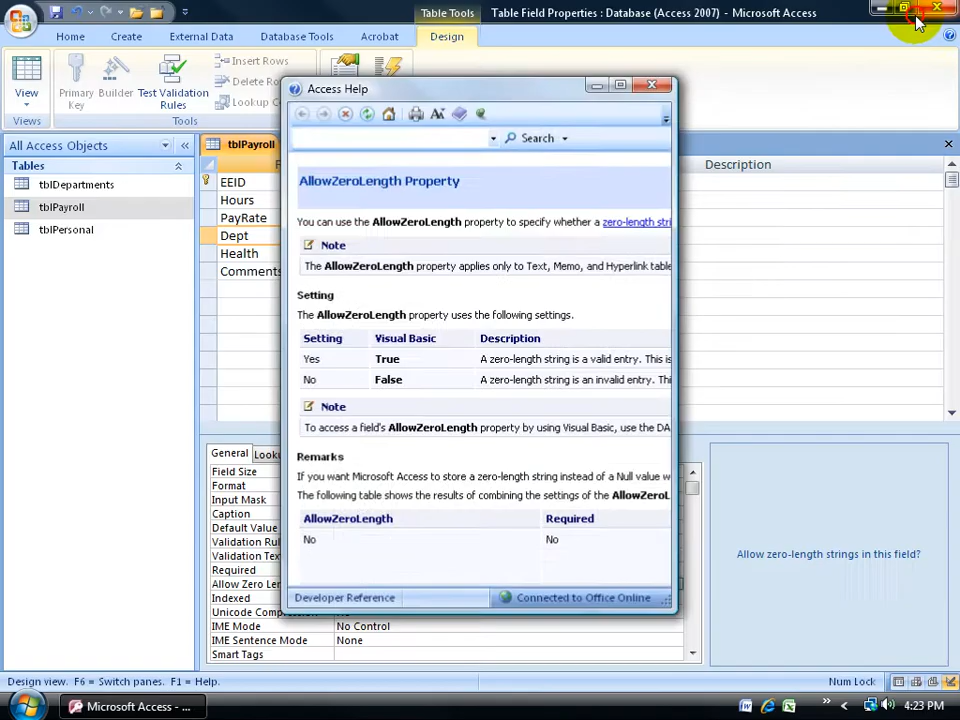 Table Tools
Table Field Properties : Database (Access 2007) - Microsoft Access
Home
Create
External Data
Database Tools
Acrobat
Design
View
Primary Key
Builder
Test Validation Rules
Insert Rows
Delete Ro
Lookup C
Views
Tools
All Access Objects
Tables
tblDepartments
tblPayroll
tblPersonal
tblPayroll
Description
EEID
Hours
PayRate
Dept
Health
Comments
Access Help
Search
AllowZeroLength Property
You can use the AllowZeroLength property to specify whether a zero-length stri
Note
The AllowZeroLength property applies only to Text, Memo, and Hyperlink table
Setting
The AllowZeroLength property uses the following settings.
Setting Visual Basic Description
Yes True A zero-length string is a valid entry. This is
No False A zero-length string is an invalid entry. Thi
Note
To access a field's AllowZeroLength property by using Visual Basic, use the DA
Remarks
If you want Microsoft Access to store a zero-length string instead of a Null value w
The following table shows the results of combining the settings of the AllowZeroL
AllowZeroLength Required
No No
Developer Reference
Connected to Office Online
General Looku
Field Size
Format
Input Mask
Caption
Default Value
Validation Rul
Validation Text
Required
Allow Zero Len
Indexed
Unicode Compression
IME Mode No Control
IME Sentence Mode None
Smart Tags
Allow zero-length strings in this field?
Design view. F6 = Switch panes. F1 = Help.
Num Lock
Microsoft Access - ...
4:23 PM